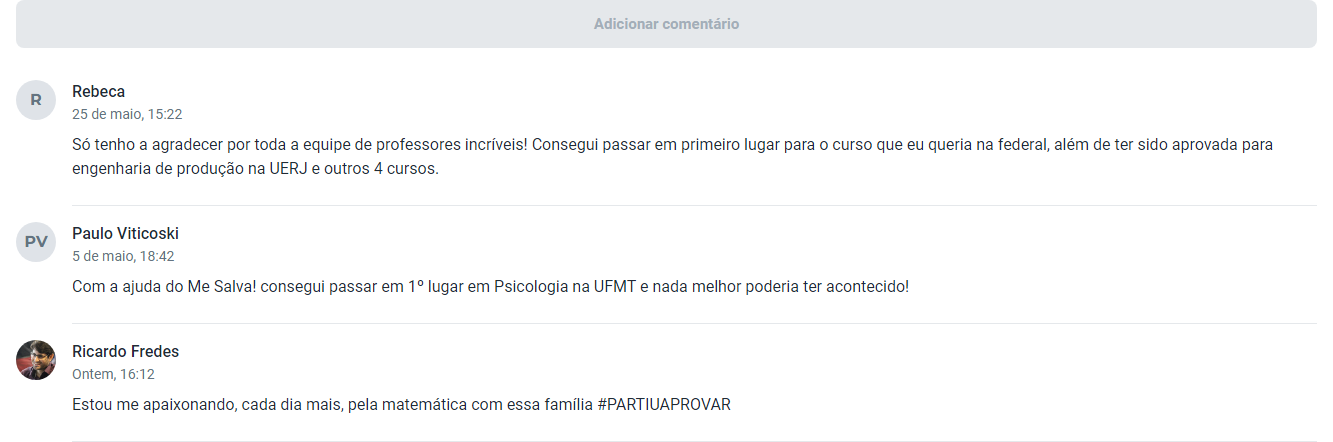 Adicionar comentário
R
Rebeca
25 de maio, 15:22
Só tenho a agradecer por toda a equipe de professores incríveis! Consegui passar em primeiro lugar para o curso que eu queria na federal, além de ter sido aprovada para
engenharia de produção na UERJ e outros 4 cursos.
PV
Paulo Viticoski
5 de maio, 18:42
Com a ajuda do Me Salva! consegui passar em 1º lugar em Psicologia na UFMT e nada melhor poderia ter acontecido!
Ricardo Fredes
Ontem, 16:12
Estou me apaixonando, cada dia mais, pela matemática com essa família #PARTIUAPROVAR